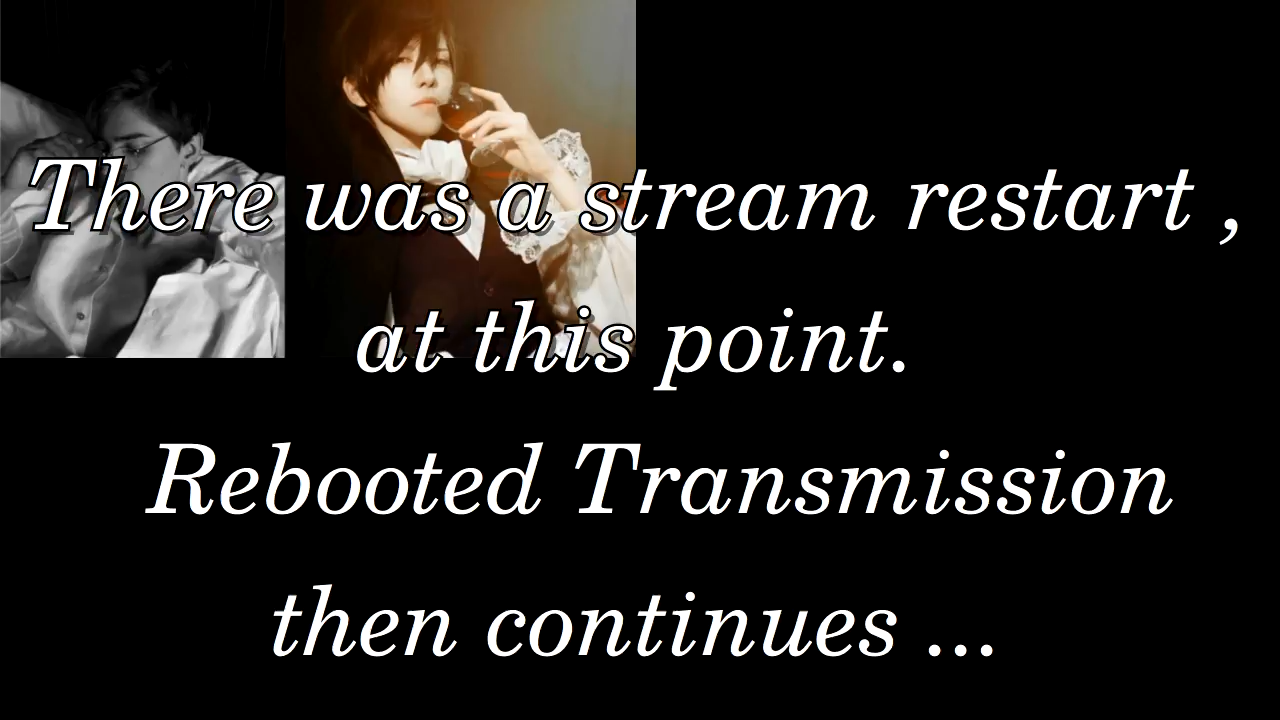 There was a stream restart ,
at this point.
Rebooted Transmission
then continues ...